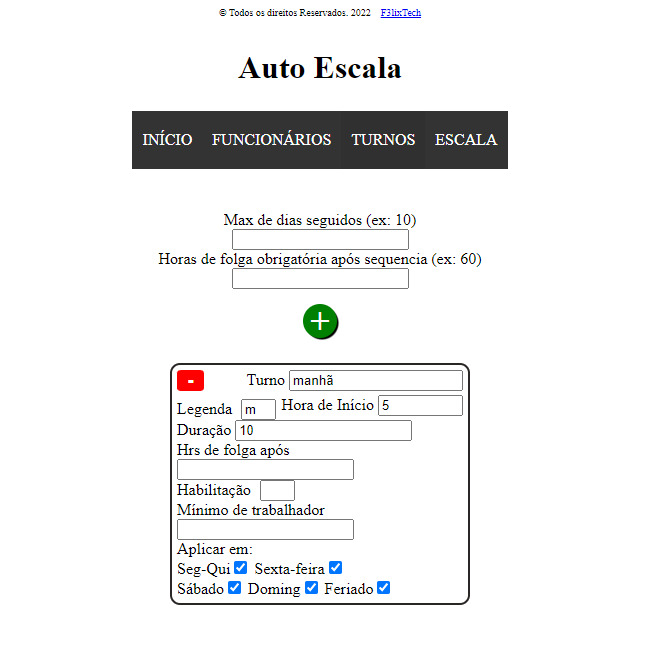 © Todos os direitos Reservados. 2022 F3lixTech
Auto Escala
INÍCIO FUNCIONÁRIOS TURNOS ESCALA
Max de dias seguidos (ex: 10)
Horas de folga obrigatória após sequencia (ex: 60)
+
- Turno manhã
Legenda m Hora de Início 5
Duração 10
Hrs de folga após
Habilitação
Mínimo de trabalhador
Aplicar em:
Seg-Qui Sexta-feira
Sábado Doming Feriado